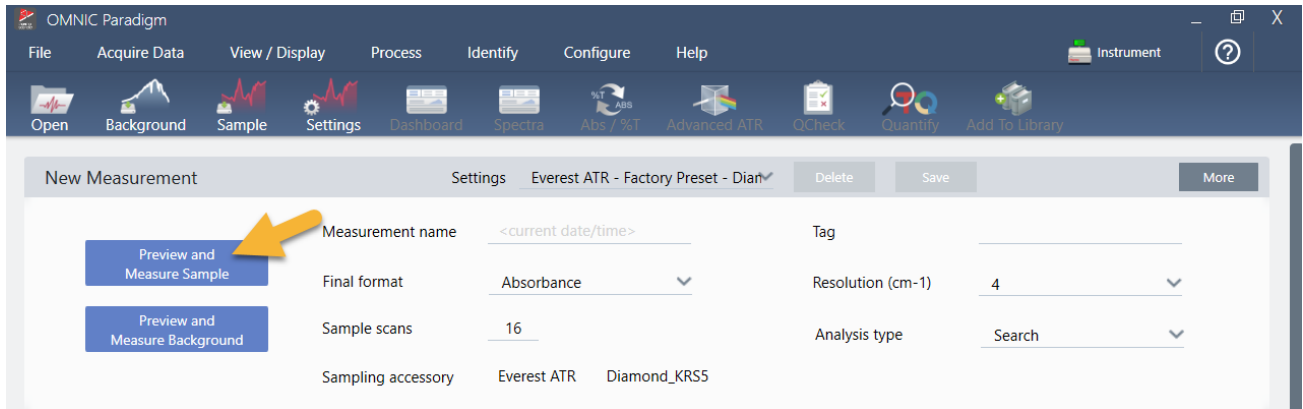 OMNIC Paradigm
File Acquire Data View / Display Process Identify Configure Help Instrument
%T ABS
Open Background Sample Settings Dashboard Spectra Abs / %T Advanced ATR QCheck Quantify Add To Library
New Measurement Settings Everest ATR - Factory Preset - Diar Delete Save More
Preview and
Measure Sample
Preview and
Measure Background
Measurement name <current date/time> Tag
Final format Absorbance Resolution (cm-1) 4
Sample scans 16 Analysis type Search
Sampling accessory Everest ATR Diamond_KRS5